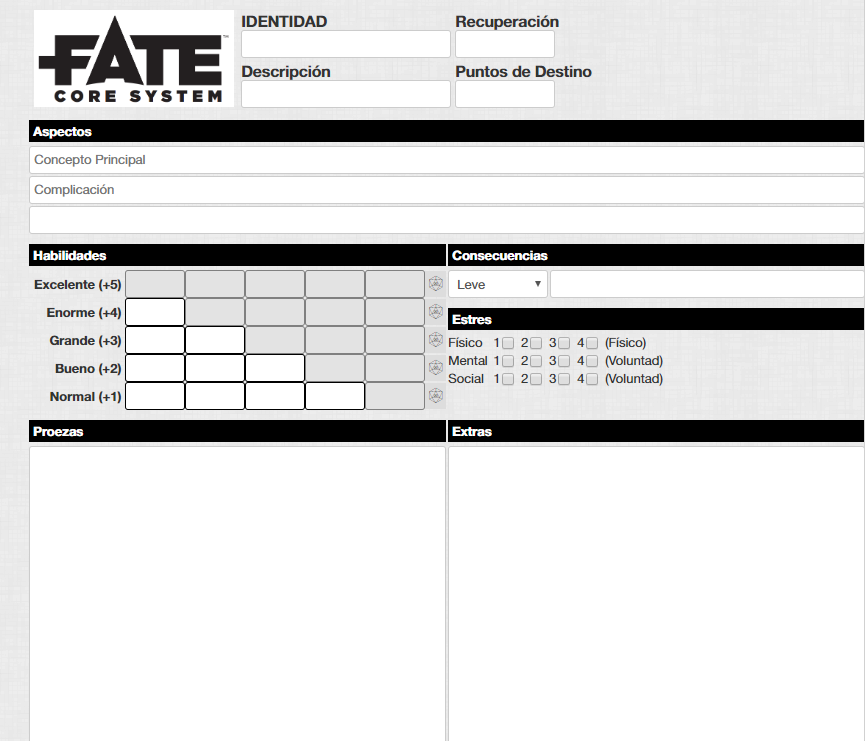 FATE™
CORE SYSTEM
IDENTIDAD
Recuperación
Descripción
Puntos de Destino
Aspectos
Concepto Principal
Complicación
Habilidades
Excelente (+5)
Enorme (+4)
Grande (+3)
Bueno (+2)
Normal (+1)
Consecuencias
Leve
Estres
Físico 1 2 3 4 (Físico)
Mental 1 2 3 4 (Voluntad)
Social 1 2 3 4 (Voluntad)
Proezas
Extras